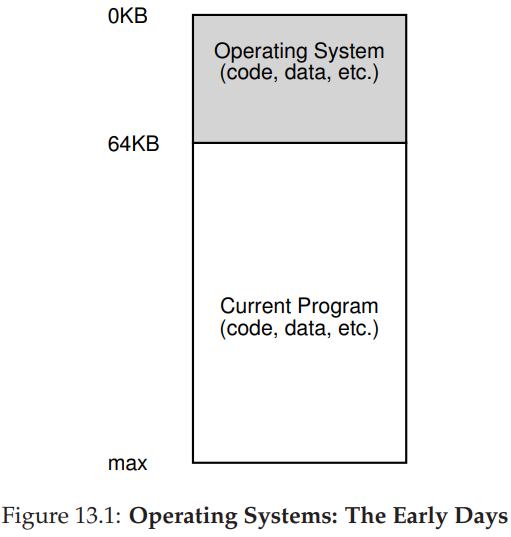 0KB
Operating System
(code, data, etc.)
64KB
Current Program
(code, data, etc.)
max
Figure 13.1: Operating Systems: The Early Days